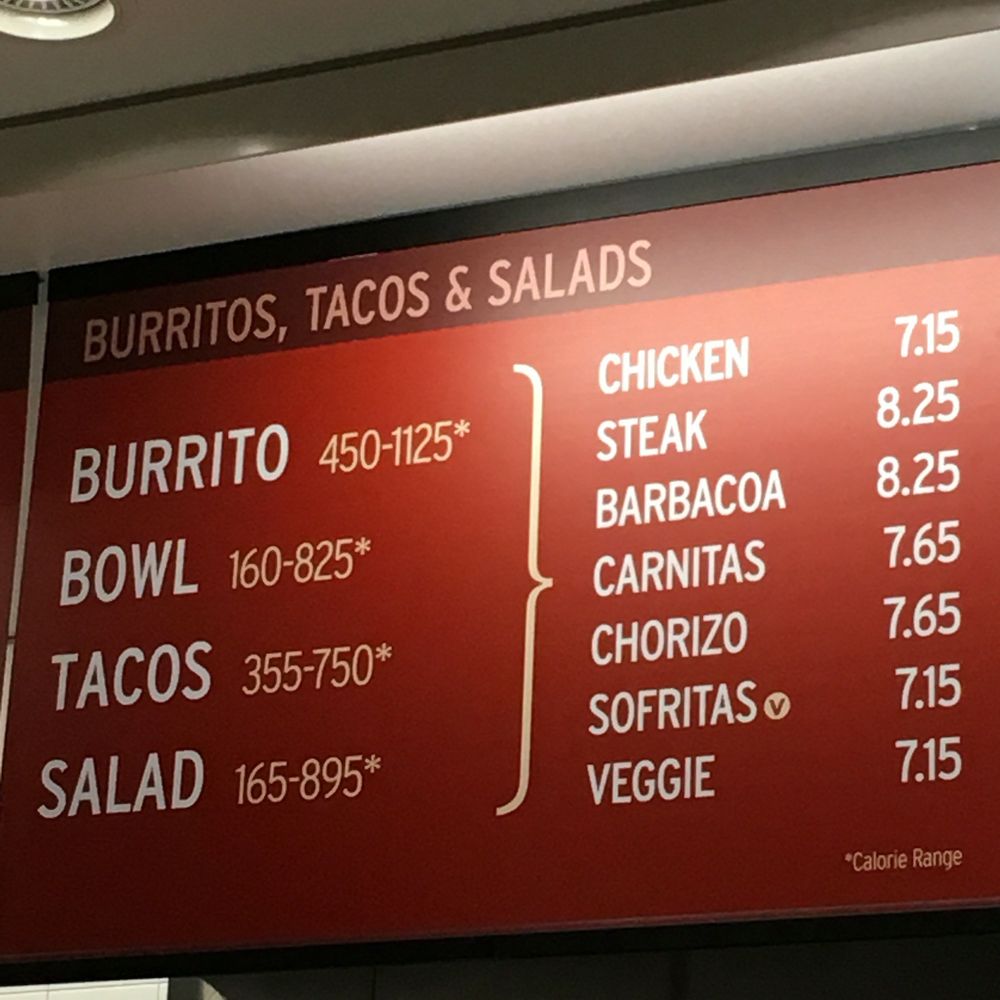 BURRITOS, TACOS & SALADS
BURRITO 450-1125*
BOWL 160-825*
TACOS 355-750*
SALAD 165-895*
CHICKEN 7.15
STEAK 8.25
BARBACOA 8.25
CARNITAS 7.65
CHORIZO 7.65
SOFRITAS V 7.15
VEGGIE 7.15
*Calorie Range